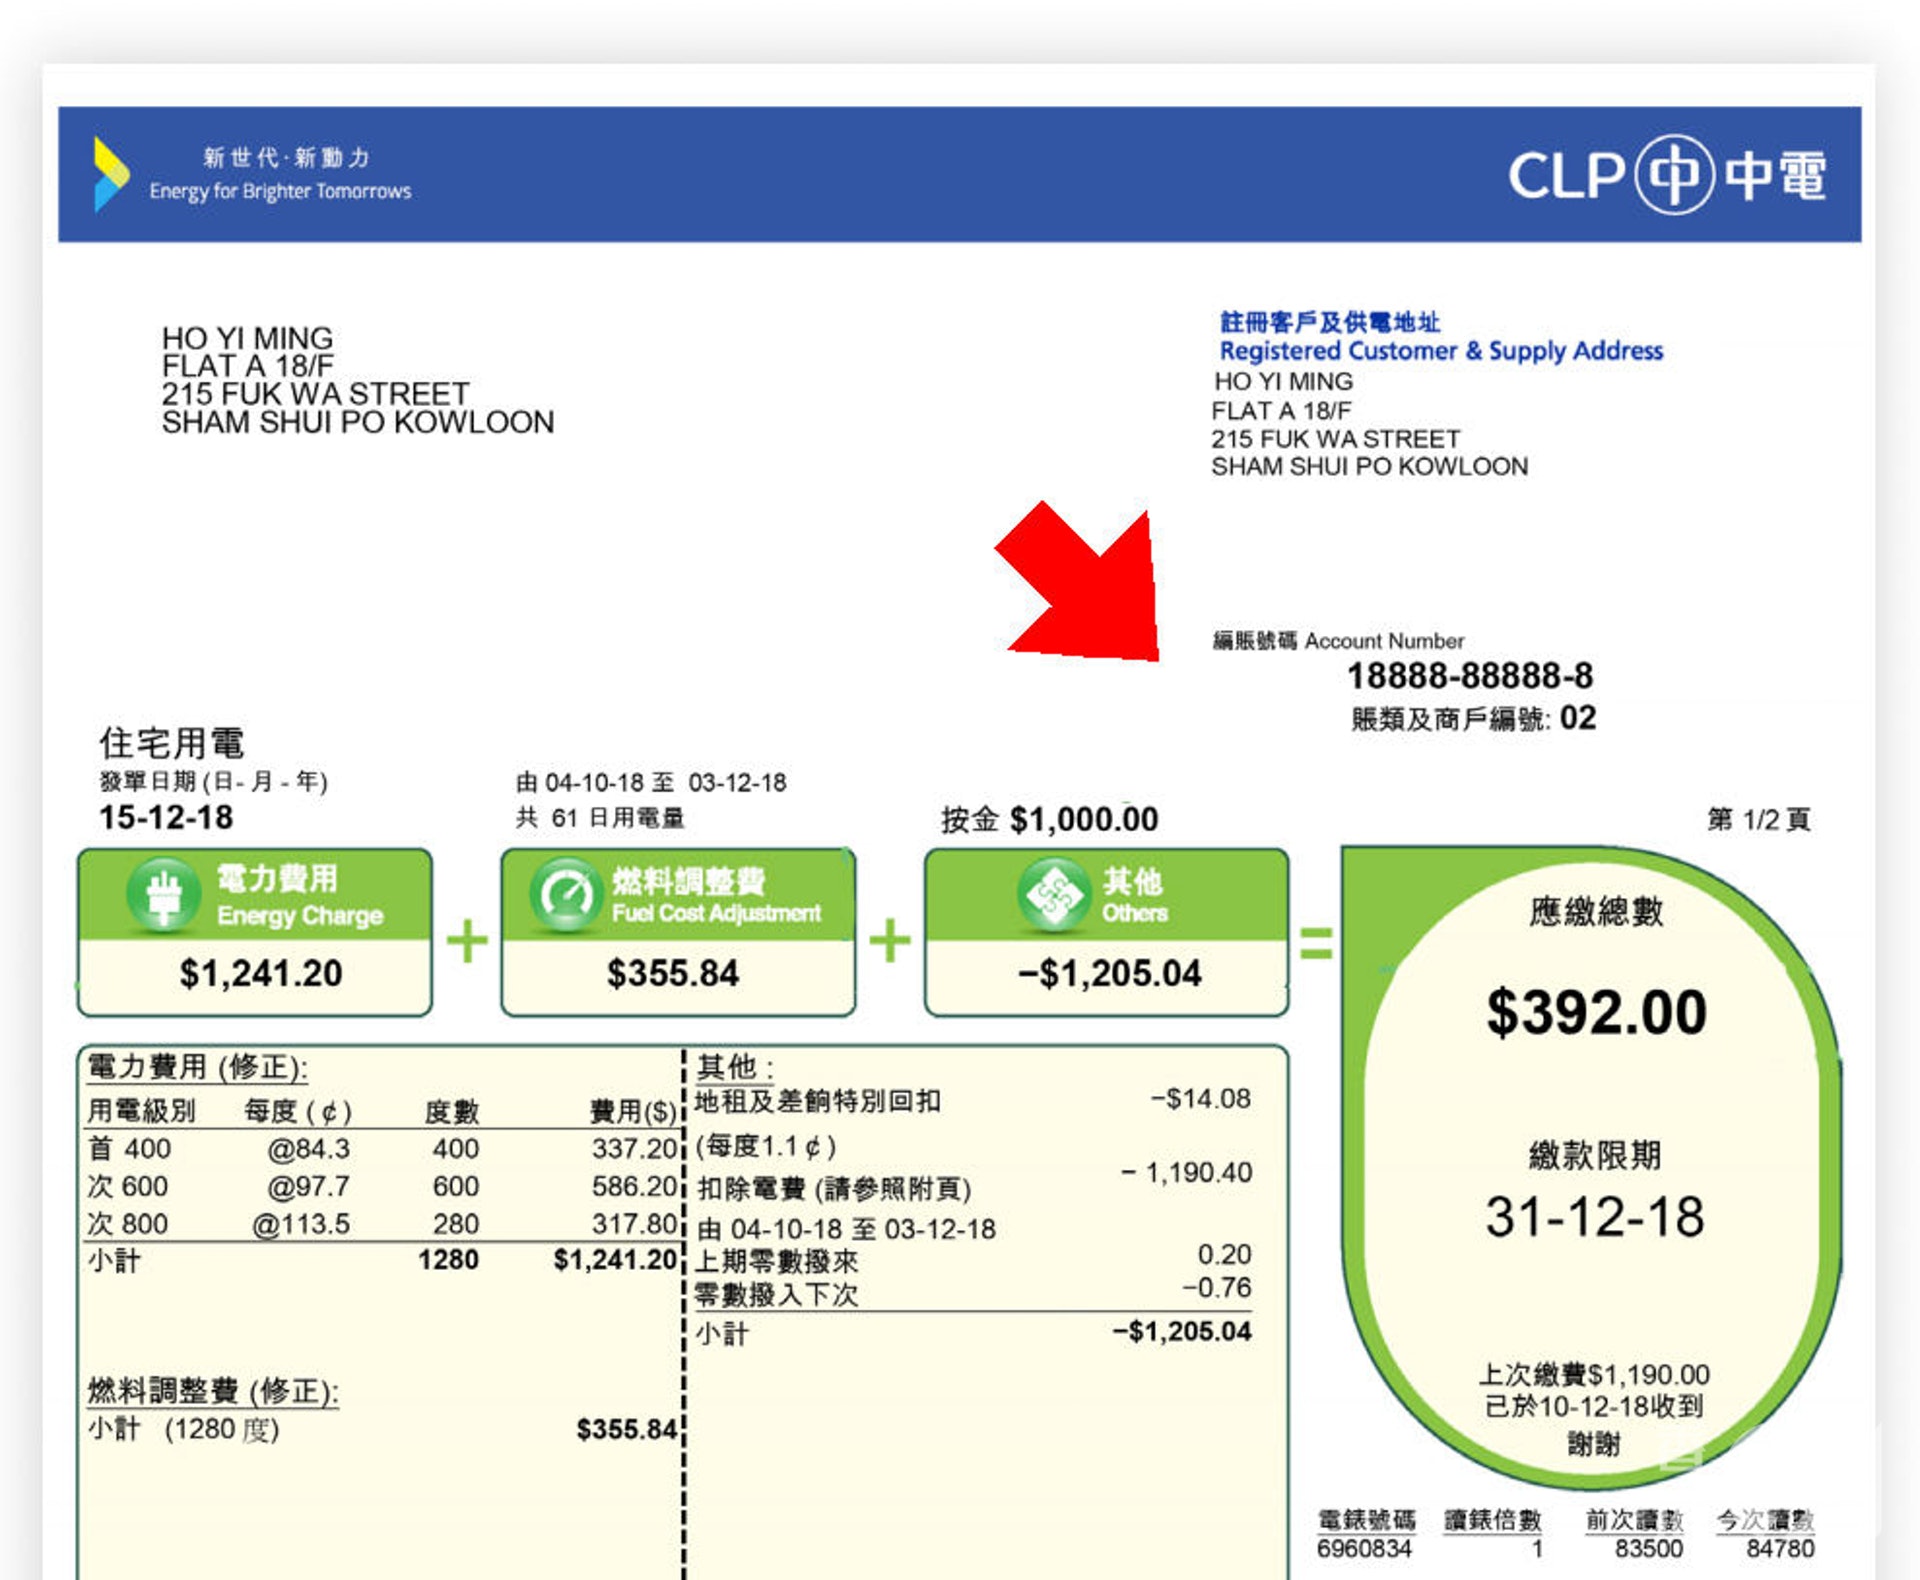 新世代·新動力
Energy for Brighter Tomorrows
CLP 中 中電
HO YI MING
FLAT A 18/F
215 FUK WA STREET
SHAM SHUI PO KOWLOON
註冊客戶及供電地址
Registered Customer & Supply Address
HO YI MING
FLAT A 18/F
215 FUK WA STREET
SHAM SHUI PO KOWLOON
編賬號碼 Account Number
18888-88888-8
賬類及商戶編號: 02
住宅用電
發單日期 (日- 月 - 年)
15-12-18
由 04-10-18 至 03-12-18
共 61 日用電量
按金 $1,000.00
第 1/2 頁
電力費用
Energy Charge
$1,241.20
+
燃料調整費
Fuel Cost Adjustment
$355.84
+
其他
Others
−$1,205.04
=
應繳總數
$392.00
繳款限期
31-12-18
上次繳費$1,190.00
已於10-12-18收到
謝謝
電力費用 (修正):
用電級別 每度 (¢) 度數 費用($)
首 400 @84.3 400 337.20
次 600 @97.7 600 586.20
次 800 @113.5 280 317.80
小計 1280 $1,241.20
燃料調整費 (修正):
小計 (1280 度) $355.84
其他 :
地租及差餉特別回扣 −$14.08
(每度1.1 ¢)
扣除電費 (請參照附頁) − 1,190.40
由 04-10-18 至 03-12-18
上期零數撥來 0.20
零數撥入下次 −0.76
小計 −$1,205.04
電錶號碼 讀錶倍數 前次讀數 今次讀數
6960834 1 83500 84780